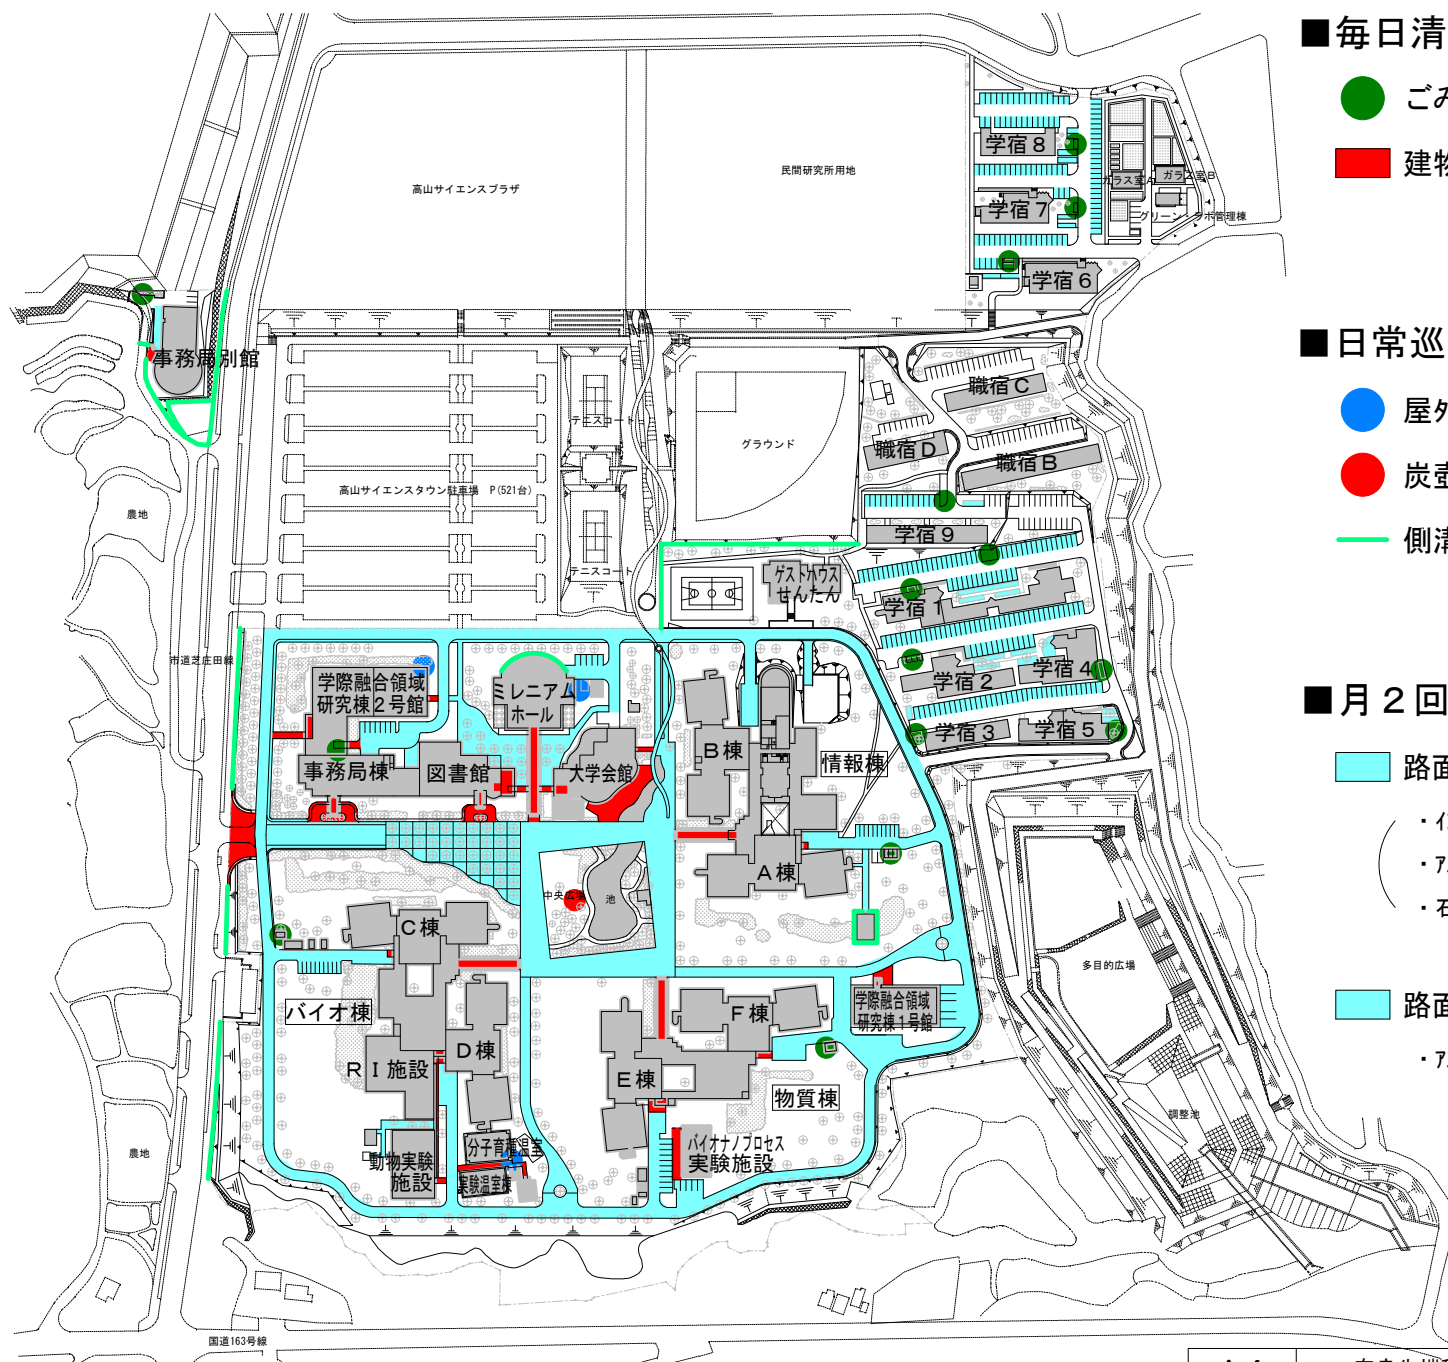 ■毎日清
ごみ
建物
■日常巡
屋外
炭壺
側溝
■月２回
路面
・ア
・石
路面
・ア
高山サイエンスプラザ
民間研究所用地
学宿８
学宿７
学宿６
ガラス室A
ガラス室B
グリーン・ラボ管理棟
事務局別館
農地
高山サイエンスタウン駐車場　P(521台)
テニスコート
テニスコート
グラウンド
職宿Ｃ
職宿Ｄ
職宿Ｂ
学宿９
ゲストハウス
せんたん
学宿１
学宿２
学宿４
学宿３
学宿５
市道芝庄田線
学際融合領域
研究棟２号館
ミレニアム
ホール
事務局棟
図書館
大学会館
Ｂ棟
情報棟
Ａ棟
中央広場
池
Ｃ棟
バイオ棟
ＲＩ施設
Ｄ棟
Ｆ棟
Ｅ棟
学際融合領域
研究棟１号館
物質棟
多目的広場
調整池
動物実験
施設
分子育種温室
実験温室棟
バイオナノプロセス
実験施設
農地
国道163号線